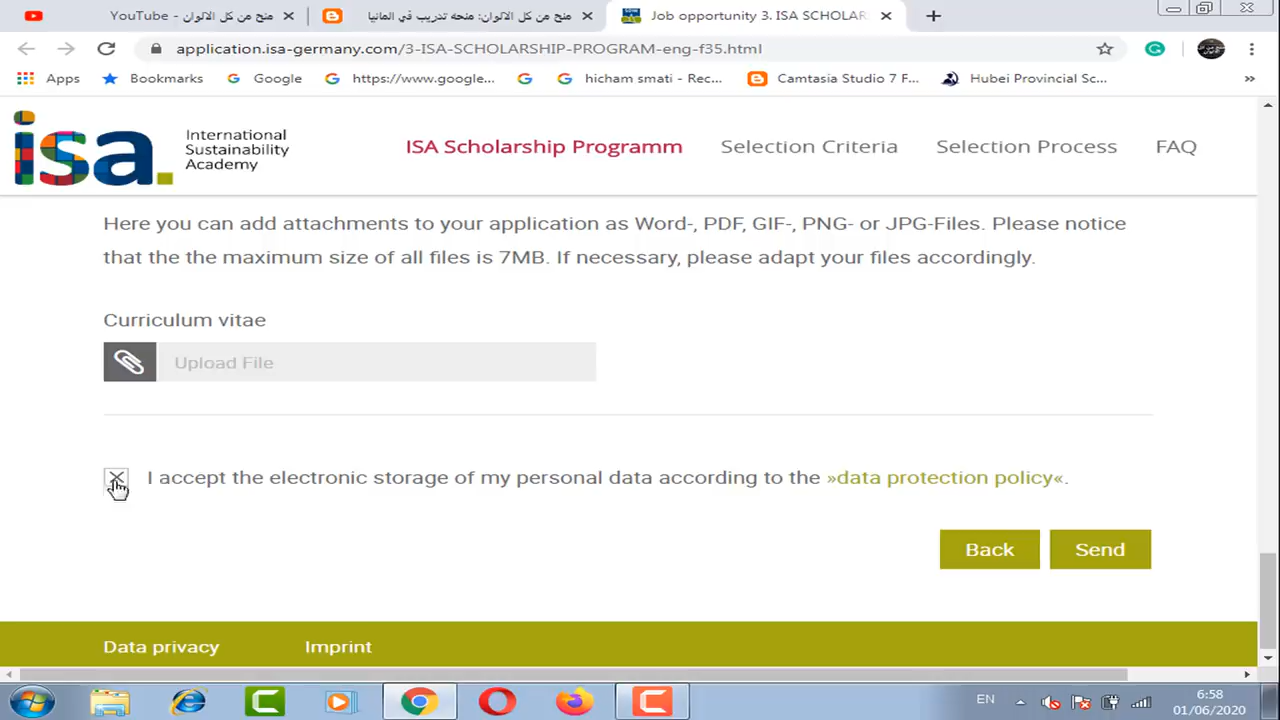 YouTube - منح من كل الالوان
منح من كل الالوان: منحة تدريب في المانيا
Job opportunity 3. ISA SCHOLAR
application.isa-germany.com/3-ISA-SCHOLARSHIP-PROGRAM-eng-f35.html
Apps Bookmarks Google https://www.google... hicham smati - Rec... Camtasia Studio 7 F... Hubei Provincial Sc...
isa.
International
Sustainability
Academy
ISA Scholarship Programm Selection Criteria Selection Process FAQ
Here you can add attachments to your application as Word-, PDF, GIF-, PNG- or JPG-Files. Please notice
that the the maximum size of all files is 7MB. If necessary, please adapt your files accordingly.
Curriculum vitae
Upload File
I accept the electronic storage of my personal data according to the »data protection policy«.
Back Send
Data privacy Imprint
EN
6:58
01/06/2020